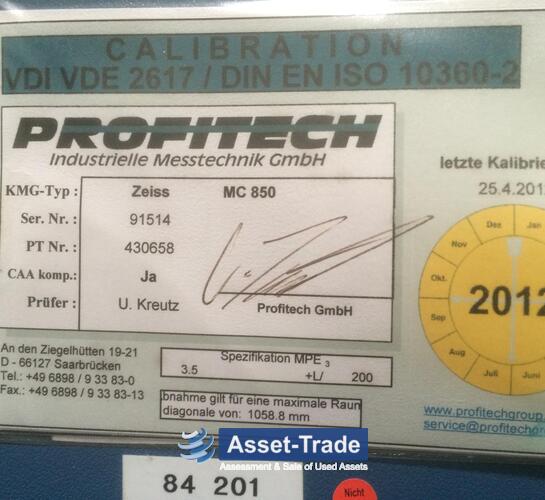 CALIBRATION
VDI VDE 2617 / DIN EN ISO 10360-2
PROFITECH
Industrielle Messtechnik GmbH
KMG-Typ : Zeiss MC 850
Ser. Nr. : 91514
PT Nr. : 430658
CAA komp.: Ja
Prüfer : U. Kreutz Profitech GmbH
letzte Kalibrie
25.4.201
Dez Jan
Nov
Okt.
2012
Sep
Aug
Juli Juni
An den Ziegelhütten 19-21
D - 66127 Saarbrücken
Tel.: +49 6898 / 9 33 83-0
Fax.: +49 6898 / 9 33 83-13
Spezifikation MPE 3
3.5 +L/ 200
bnahme gilt für eine maximale Raun
diagonale von: 1058.8 mm
www.profitechgroup.
service@profitech
Asset-Trade
Assessment & Sale of Used Assets
84 201
Nicht